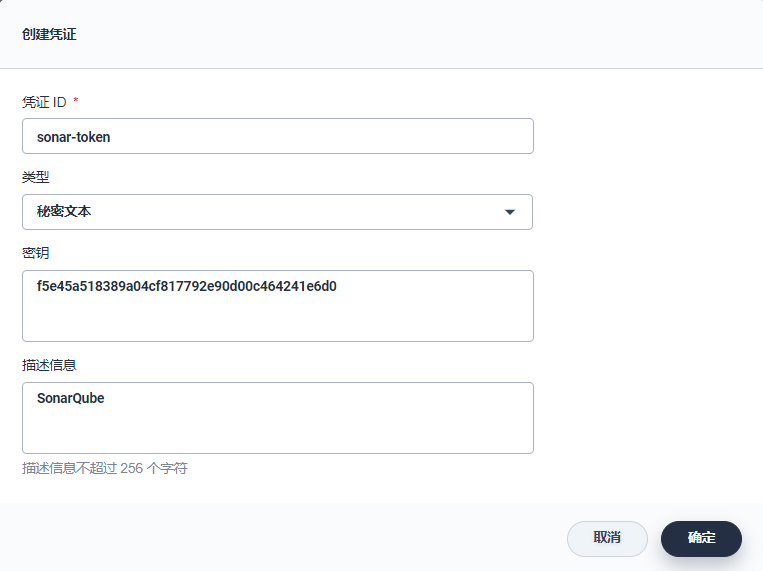 创建凭证
凭证 ID *
sonar-token
类型
秘密文本
密钥
f5e45a518389a04cf817792e90d00c464241e6d0
描述信息
SonarQube
描述信息不超过 256 个字符
取消
确定